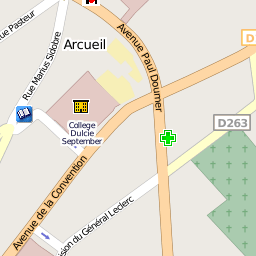 ue Pasteur
Arcueil
Avenue Paul Doumer
D
Rue Marius Sidobre
College
Dulcie
September
D263
Avenue de la Convention
sion du Général Leclerc